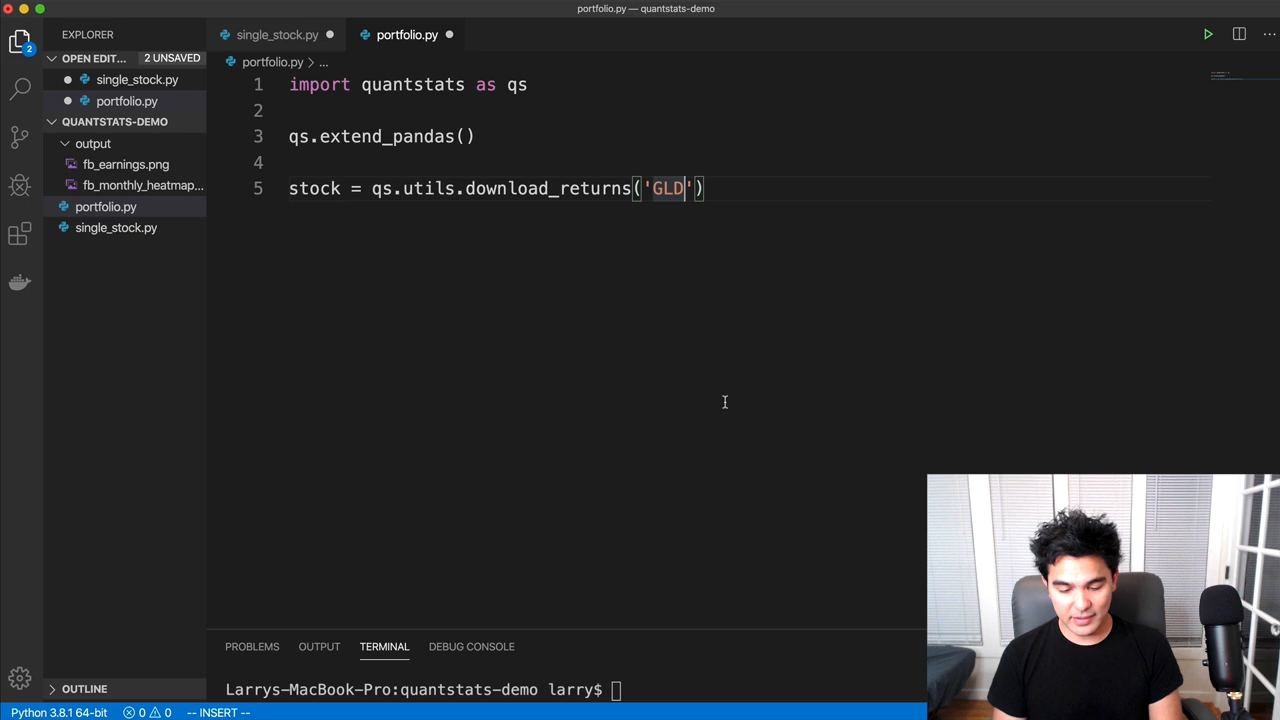 portfolio.py — quantstats-demo
EXPLORER
single_stock.py
portfolio.py
OPEN EDIT... 2 UNSAVED
single_stock.py
portfolio.py
QUANTSTATS-DEMO
output
fb_earnings.png
fb_monthly_heatmap...
portfolio.py
single_stock.py
2
portfolio.py > ...
1 import quantstats as qs
2
3 qs.extend_pandas()
4
5 stock = qs.utils.download_returns('GLD')
PROBLEMS OUTPUT TERMINAL DEBUG CONSOLE
Larrys-MacBook-Pro:quantstats-demo larry$
OUTLINE
Python 3.8.1 64-bit 0 0 -- INSERT --